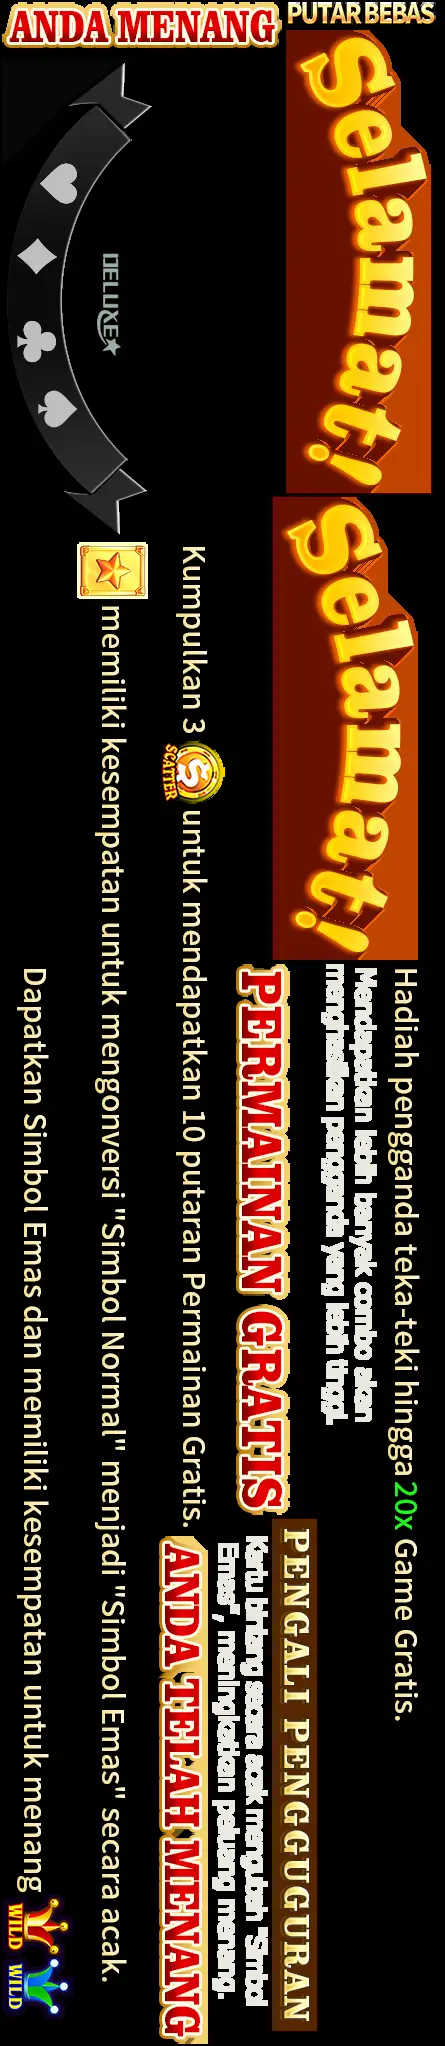 ANDA MENANG
PUTAR BEBAS
Selamat!
DELUXE
Selamat!
Hadiah pengganda teka-teki hingga 20x Game Gratis.
Mendapatkan lebih banyak combo akan
menghasilkan pengganda yang lebih tinggi.
PERMAINAN GRATIS
Kumpulkan 3 SCATTER untuk mendapatkan 10 putaran Permainan Gratis.
memiliki kesempatan untuk mengonversi "Simbol Normal" menjadi "Simbol Emas" secara acak.
Dapatkan Simbol Emas dan memiliki kesempatan untuk menang WILD WILD
PENGALI PENGGUGURAN
Kartu bintang secara acak mengubah "Simbol
Emas", meningkatkan peluang menang.
ANDA TELAH MENANG